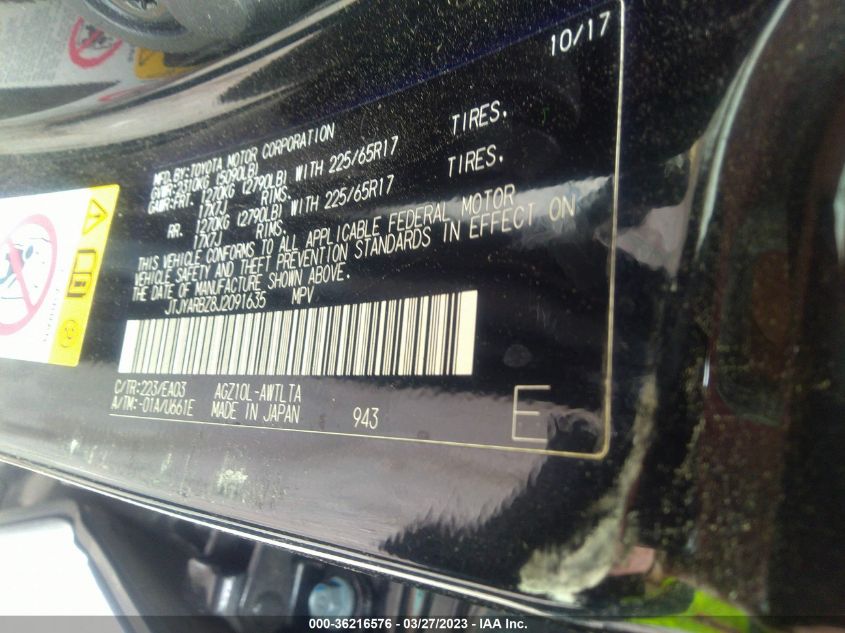 10/17
MFD.BY:TOYOTA MOTOR CORPORATION
GVWR:2310KG (5090LB)
GAWR:FRT. 1270KG (2790LB) WITH 225/65R17 TIRES.
17X7J RIMS.
RR. 1270KG (2790LB) WITH 225/65R17 TIRES.
17X7J RIMS.
THIS VEHICLE CONFORMS TO ALL APPLICABLE FEDERAL MOTOR
VEHICLE SAFETY AND THEFT PREVENTION STANDARDS IN EFFECT ON
THE DATE OF MANUFACTURE SHOWN ABOVE.
JTJYARBZ8J2091635 MPV
C/TR:223/EA03 AGZ10L-AWTLTA
A/TM:-01A/U661E MADE IN JAPAN 943
E
000-36216576 - 03/27/2023 - IAA Inc.